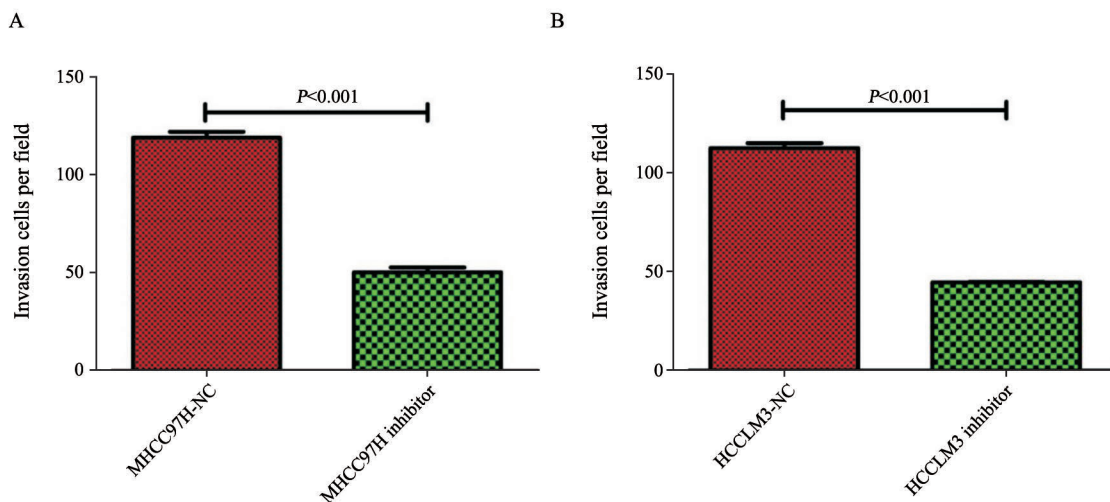 A
Invasion cells per field
150
100
50
0
P<0.001
MHCC97H-NC
MHCC97H inhibitor
B
Invasion cells per field
150
100
50
0
P<0.001
HCCLM3-NC
HCCLM3 inhibitor